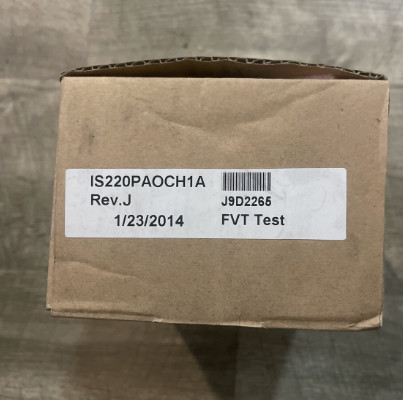 IS220PAOCH1A
Rev.J J9D2265
1/23/2014 FVT Test